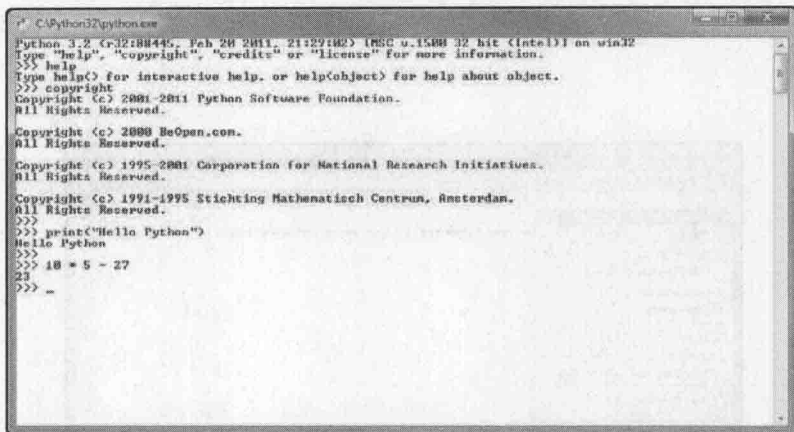 C:\Python32\python.exe
Python 3.2 (r32:88445, Feb 20 2011, 21:29:02) [MSC v.1500 32 bit (Intel)] on win32
Type "help", "copyright", "credits" or "license" for more information.
>>> help
Type help() for interactive help, or help(object) for help about object.
>>> copyright
Copyright (c) 2001-2011 Python Software Foundation.
All Rights Reserved.
Copyright (c) 2000 BeOpen.com.
All Rights Reserved.
Copyright (c) 1995-2001 Corporation for National Research Initiatives.
All Rights Reserved.
Copyright (c) 1991-1995 Stichting Mathematisch Centrum, Amsterdam.
All Rights Reserved.
>>>
>>> print("Hello Python")
Hello Python
>>>
>>> 10 * 5 - 27
23
>>> _